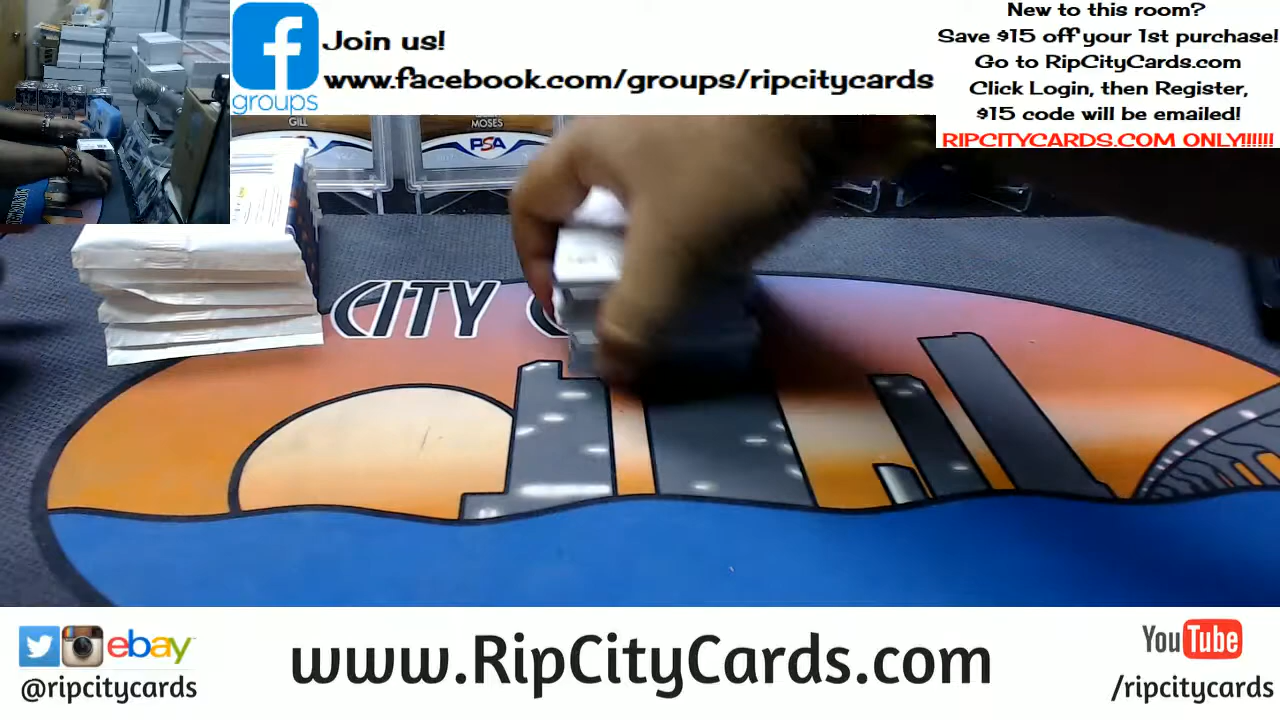 Join us!
www.facebook.com/groups/ripcitycards
groups
New to this room?
Save $15 off your 1st purchase!
Go to RipCityCards.com
Click Login, then Register,
$15 code will be emailed!
RIPCITYCARDS.COM ONLY!!!!!!
GILL
MOSES
PSA
PSA
CITY C
ebay
@ripcitycards
www.RipCityCards.com
YouTube
/ripcitycards